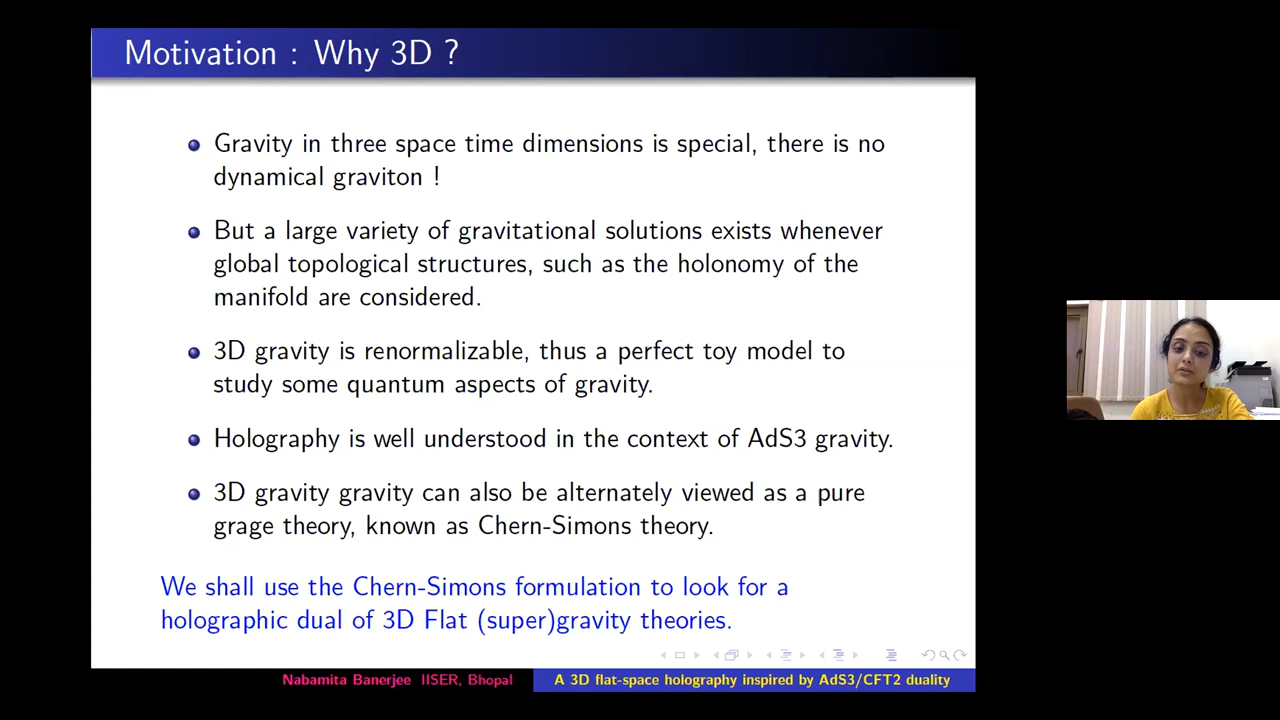 Motivation : Why 3D ?
Gravity in three space time dimensions is special, there is no
dynamical graviton !
But a large variety of gravitational solutions exists whenever
global topological structures, such as the holonomy of the
manifold are considered.
3D gravity is renormalizable, thus a perfect toy model to
study some quantum aspects of gravity.
Holography is well understood in the context of AdS3 gravity.
3D gravity gravity can also be alternately viewed as a pure
grage theory, known as Chern-Simons theory.
We shall use the Chern-Simons formulation to look for a
holographic dual of 3D Flat (super)gravity theories.
Nabamita Banerjee IISER, Bhopal
A 3D flat-space holography inspired by AdS3/CFT2 duality